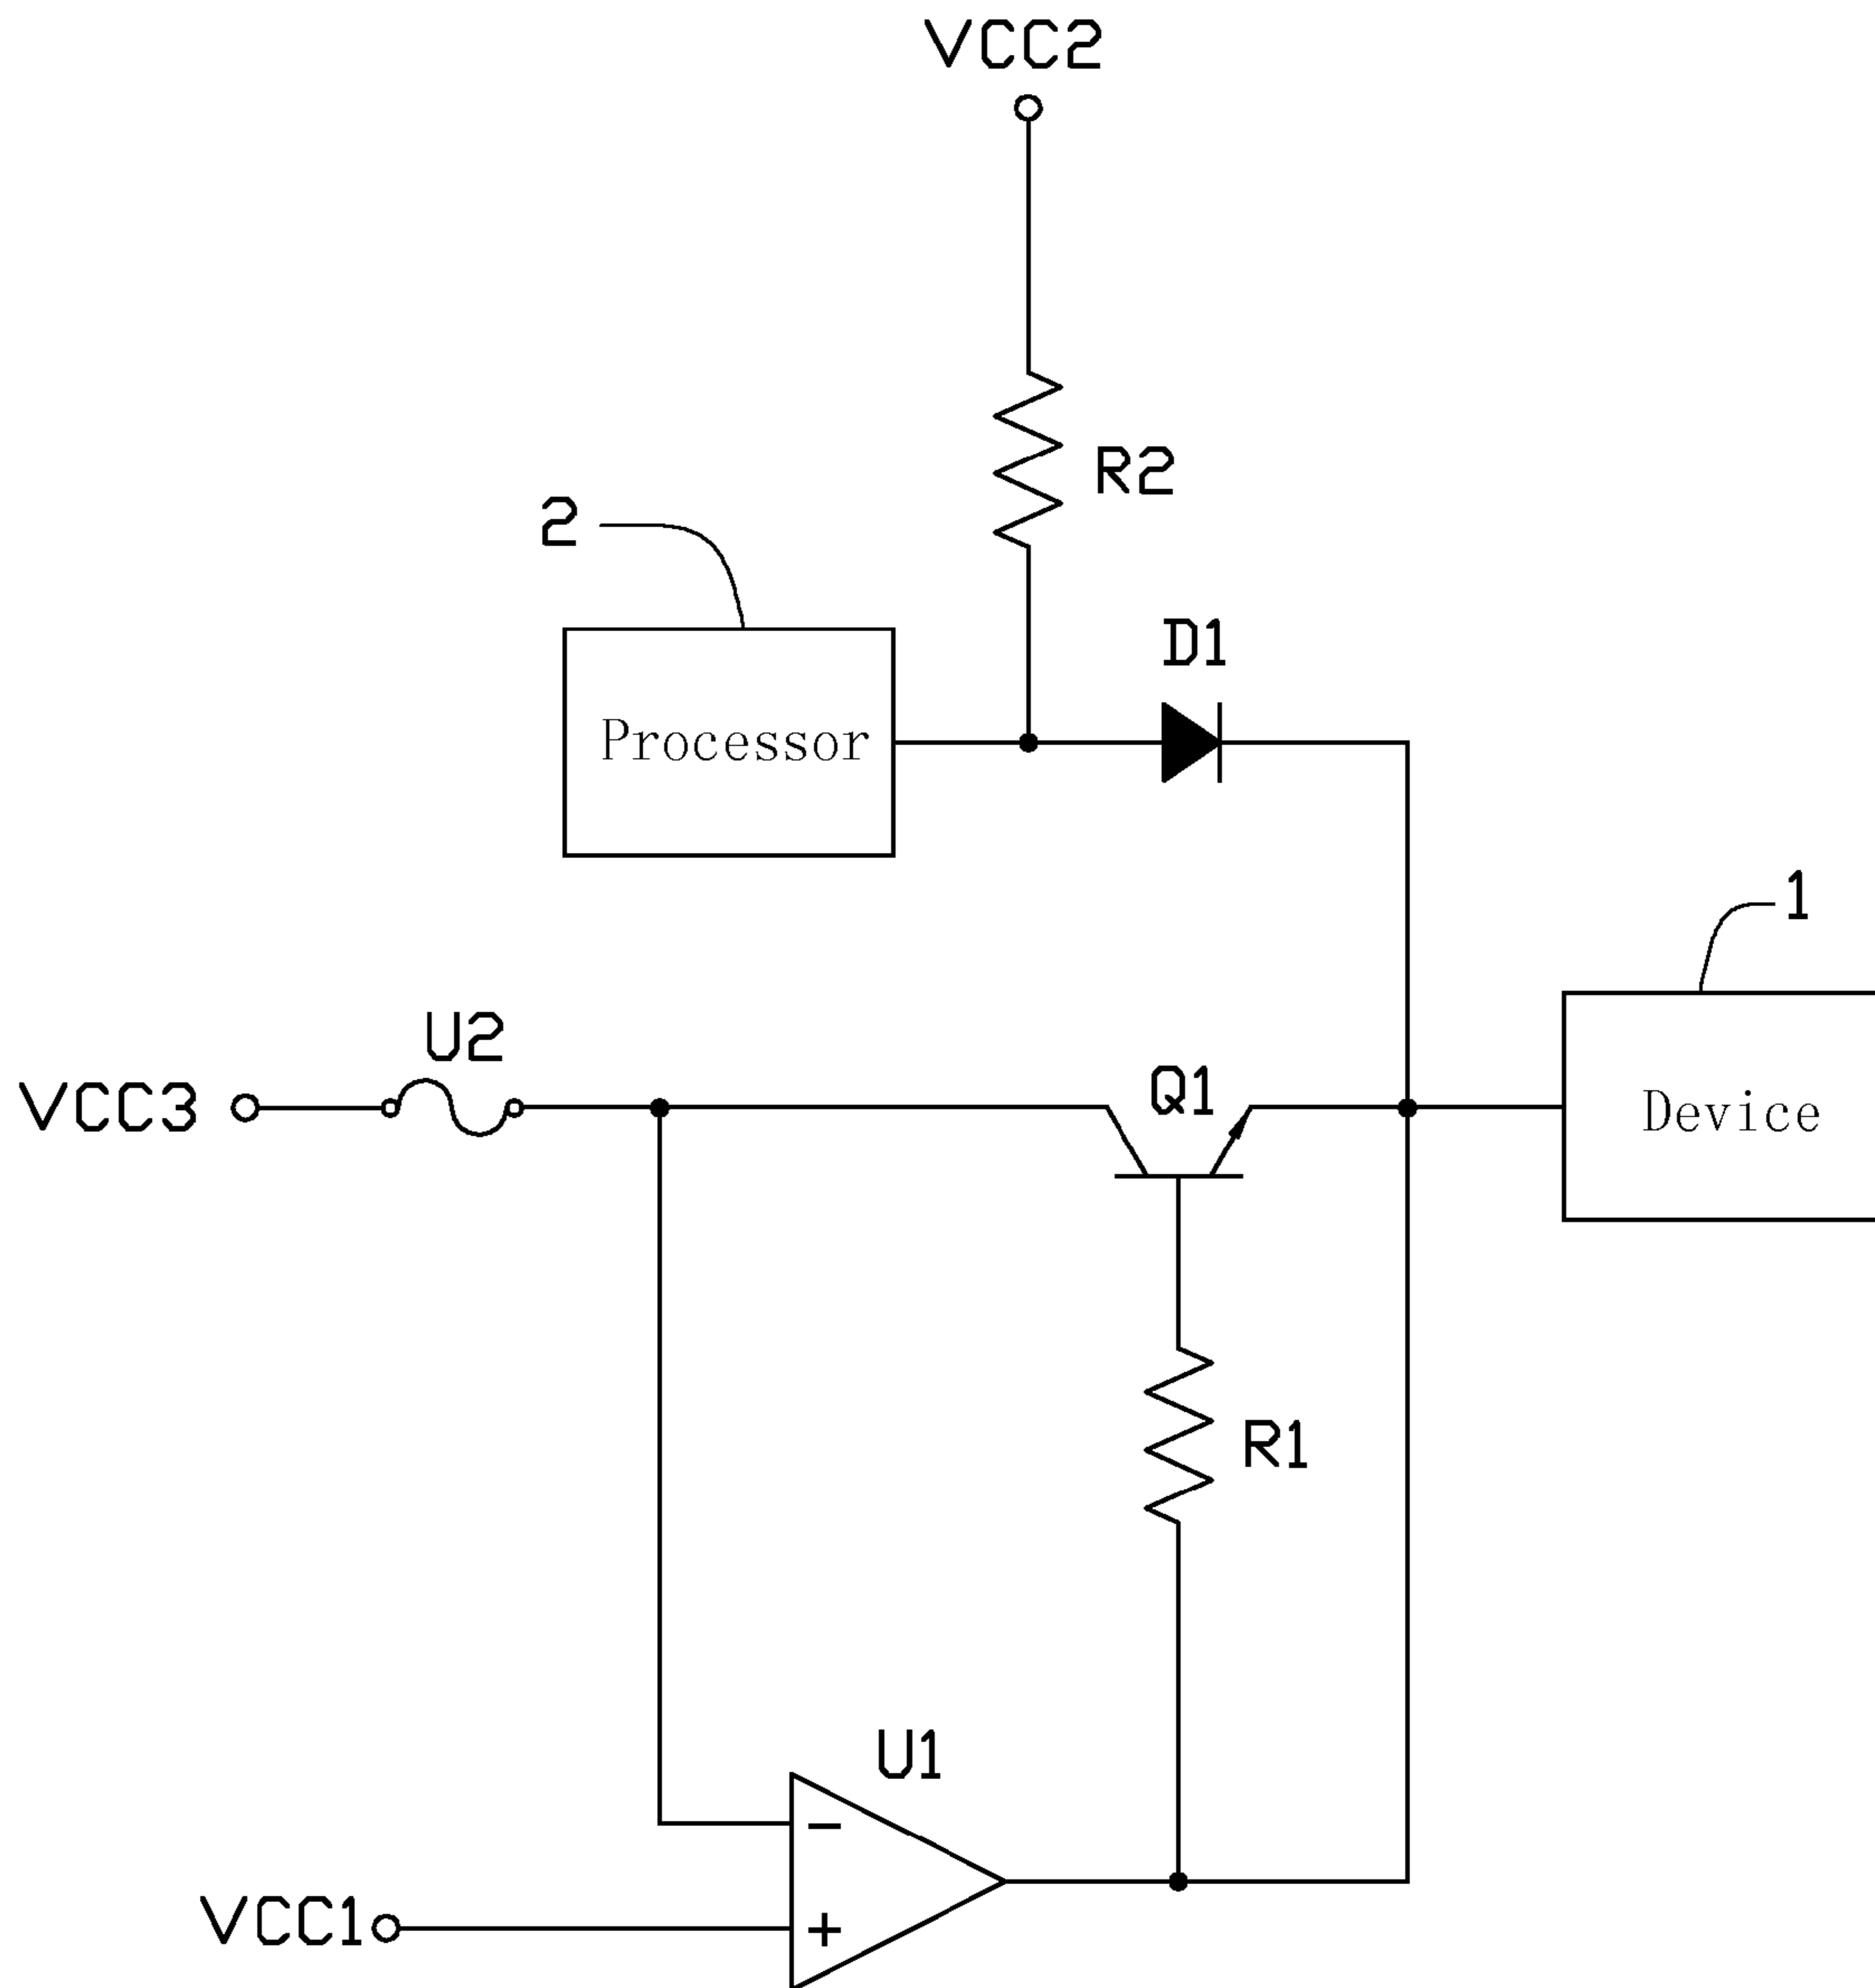 VCC2
R2
2
D1
Processor
1
U2
Q1
VCC3
Device
R1
U1
−
VCC1
+